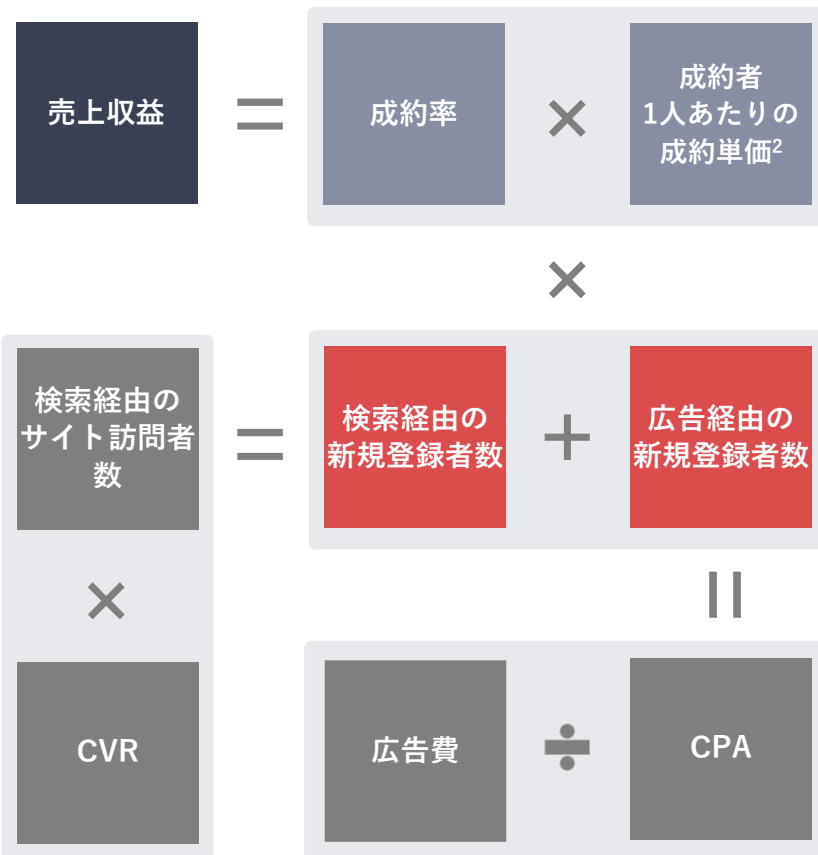 売上収益
＝
成約率
×
成約者
1人あたりの
成約単価2
×
検索経由の
サイト訪問者
数
＝
検索経由の
新規登録者数
＋
広告経由の
新規登録者数
×
＝
CVR
広告費
÷
CPA